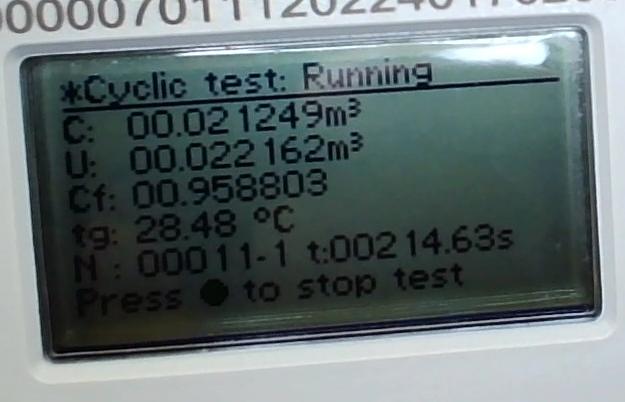 *Cyclic test: Running
C: 00.021249m³
U: 00.022162m³
Cf: 00.958803
tg: 28.48 °C
N : 00011-1 t:00214.63s
Press ● to stop test